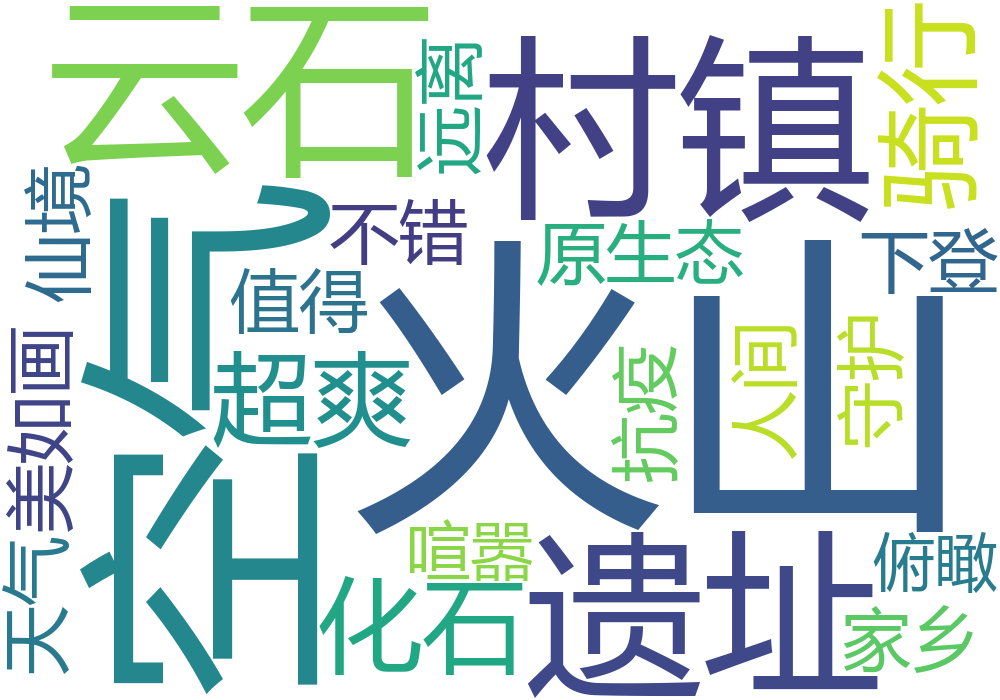 云石
远离
村镇
骑行
仙境
不错
原生态
下登
空气
值得
火山
人间
守护
美如画
超爽
抗疫
天气
喧嚣
化石
遗址
俯瞰
家乡